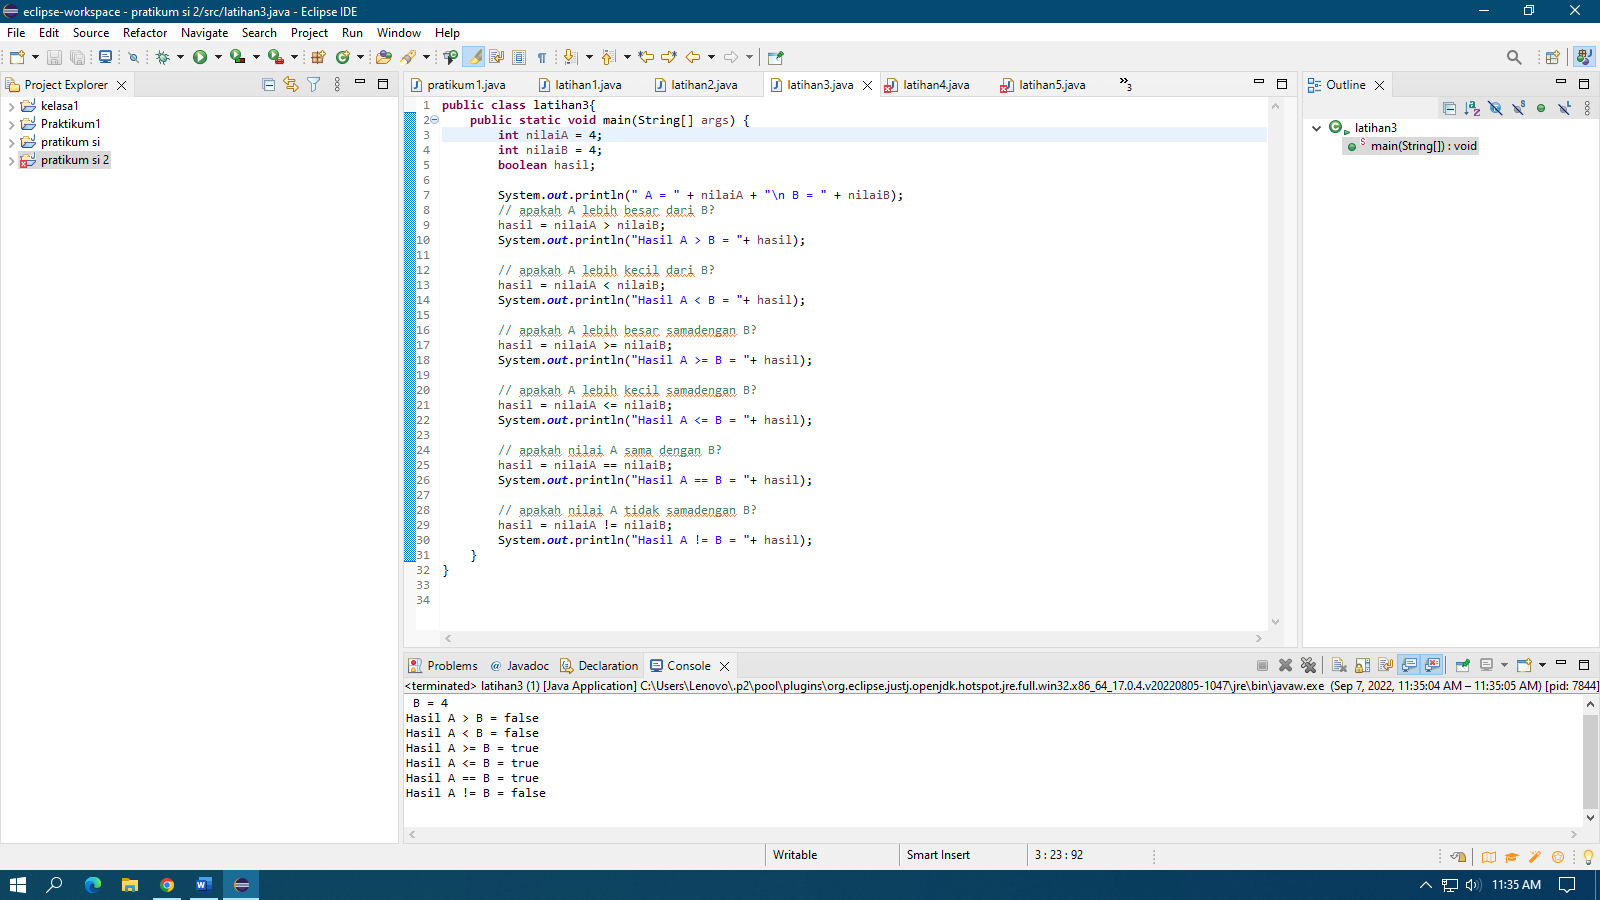 eclipse-workspace - pratikum si 2/src/latihan3.java - Eclipse IDE
File Edit Source Refactor Navigate Search Project Run Window Help
Project Explorer
kelasa1
Praktikum1
pratikum si
pratikum si 2
pratikum1.java latihan1.java latihan2.java latihan3.java latihan4.java latihan5.java »3
1 public class latihan3{
2 public static void main(String[] args) {
3 int nilaiA = 4;
4 int nilaiB = 4;
5 boolean hasil;
6
7 System.out.println(" A = " + nilaiA + "\n B = " + nilaiB);
8 // apakah A lebih besar dari B?
9 hasil = nilaiA > nilaiB;
10 System.out.println("Hasil A > B = "+ hasil);
11
12 // apakah A lebih kecil dari B?
13 hasil = nilaiA < nilaiB;
14 System.out.println("Hasil A < B = "+ hasil);
15
16 // apakah A lebih besar samadengan B?
17 hasil = nilaiA >= nilaiB;
18 System.out.println("Hasil A >= B = "+ hasil);
19
20 // apakah A lebih kecil samadengan B?
21 hasil = nilaiA <= nilaiB;
22 System.out.println("Hasil A <= B = "+ hasil);
23
24 // apakah nilai A sama dengan B?
25 hasil = nilaiA == nilaiB;
26 System.out.println("Hasil A == B = "+ hasil);
27
28 // apakah nilai A tidak samadengan B?
29 hasil = nilaiA != nilaiB;
30 System.out.println("Hasil A != B = "+ hasil);
31 }
32 }
33
34
Outline
latihan3
main(String[]) : void
Problems @ Javadoc Declaration Console
<terminated> latihan3 (1) [Java Application] C:\Users\Lenovo\.p2\pool\plugins\org.eclipse.justj.openjdk.hotspot.jre.full.win32.x86_64_17.0.4.v20220805-1047\jre\bin\javaw.exe (Sep 7, 2022, 11:35:04 AM – 11:35:05 AM) [pid: 7844]
B = 4
Hasil A > B = false
Hasil A < B = false
Hasil A >= B = true
Hasil A <= B = true
Hasil A == B = true
Hasil A != B = false
Writable Smart Insert 3 : 23 : 92
11:35 AM